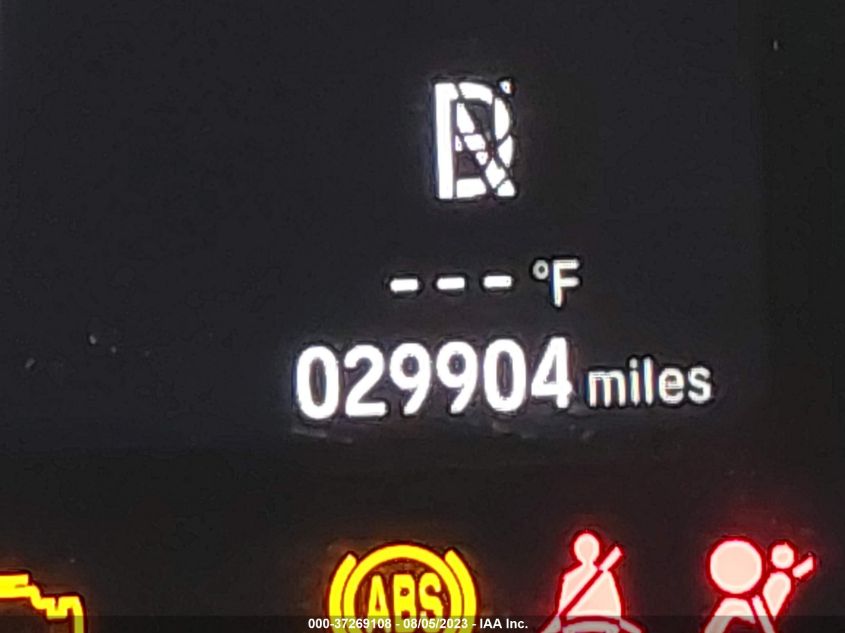 --- °F
029904 miles
ABS
000-37269108 - 08/05/2023 - IAA Inc.